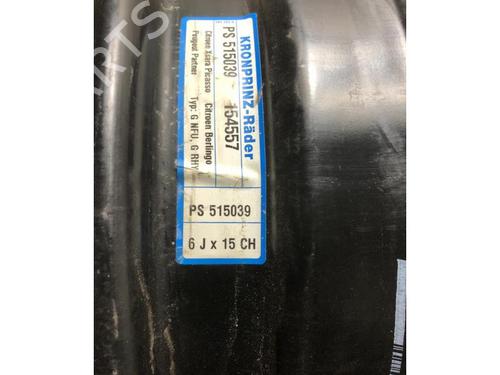 KRONPRINZ-Räder
PS 515039 154557
Citroen Xsara Picasso Citroen Berlingo
Peugeot Partner Typ: G NFU, G RHY
PS 515039
6 J x 15 CH
PARTS